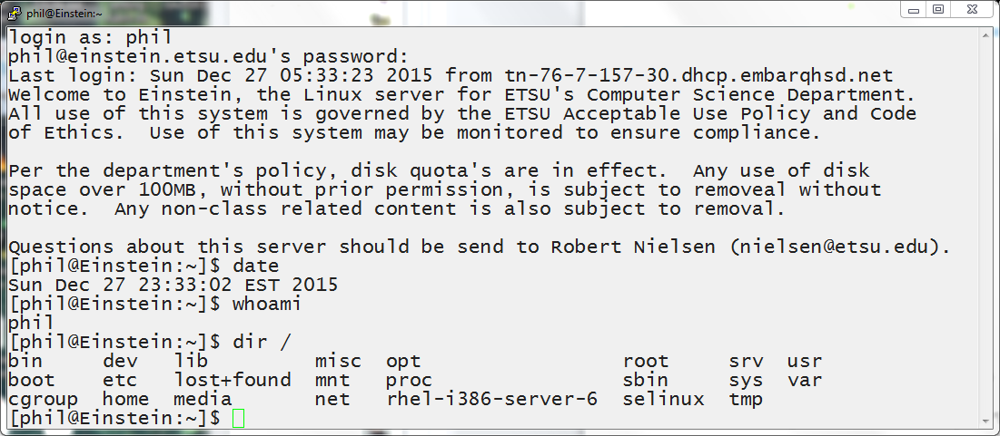 phil@Einstein:~
login as: phil
phil@einstein.etsu.edu's password:
Last login: Sun Dec 27 05:33:23 2015 from tn-76-7-157-30.dhcp.embarqhsd.net
Welcome to Einstein, the Linux server for ETSU's Computer Science Department.
All use of this system is governed by the ETSU Acceptable Use Policy and Code
of Ethics.  Use of this system may be monitored to ensure compliance.
Per the department's policy, disk quota's are in effect.  Any use of disk
space over 100MB, without prior permission, is subject to removeal without
notice.  Any non-class related content is also subject to removal.
Questions about this server should be send to Robert Nielsen (nielsen@etsu.edu).
[phil@Einstein:~]$ date
Sun Dec 27 23:33:02 EST 2015
[phil@Einstein:~]$ whoami
phil
[phil@Einstein:~]$ dir /
bin     dev   lib         misc  opt                  root     srv  usr
boot    etc   lost+found  mnt   proc                 sbin     sys  var
cgroup  home  media       net   rhel-i386-server-6  selinux  tmp
[phil@Einstein:~]$